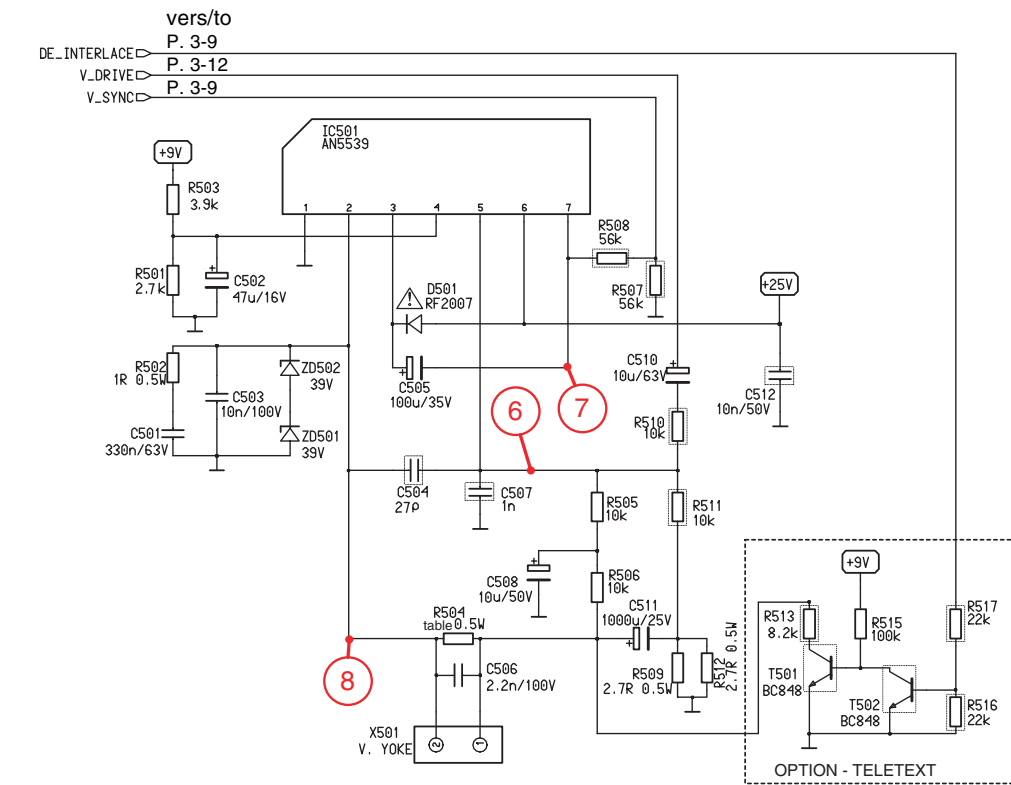 vers/to
DE_INTERLACE P. 3-9
V_DRIVE P. 3-12
V_SYNC P. 3-9
IC501
AN5539
+9V
R503
3.9k
1 2 3 4 5 6 7
R508
56k
R501
2.7k
C502
47u/16V
D501
RF2007
R507
56k
+25V
R502
1R 0.5W
ZD502
39V
C503
10n/100V
C505
100u/35V
C510
10u/63V
C512
10n/50V
6
7
C501
330n/63V
ZD501
39V
R510
10k
C504
27p
C507
1n
R505
10k
R511
10k
C508
10u/50V
R506
10k
+9V
R504
table 0.5W
C511
1000u/25V
R513
8.2k
R515
100k
R517
22k
8
C506
2.2n/100V
R509
2.7R 0.5W
R512
2.7R 0.5W
T501
BC848
T502
BC848
R516
22k
X501
V. YOKE
2 1
OPTION - TELETEXT